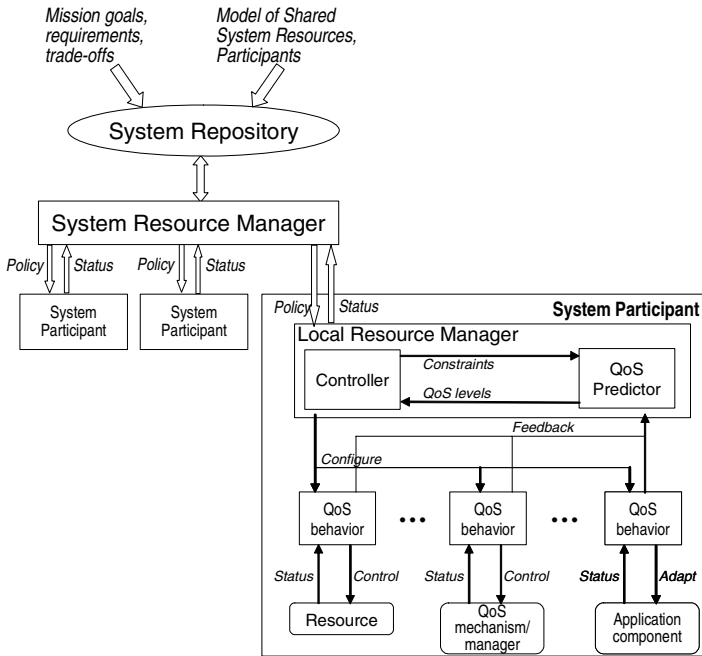 Mission goals,
requirements,
trade-offs
Model of Shared
System Resources,
Participants
System Repository
System Resource Manager
Policy
Status
Policy
Status
Policy
Status
System
Participant
System
Participant
System Participant
Local Resource Manager
Controller
Constraints
QoS levels
QoS
Predictor
Feedback
Configure
QoS
behavior
•••
QoS
behavior
•••
QoS
behavior
Status
Control
Status
Control
Status
Adapt
Resource
QoS
mechanism/
manager
Application
component